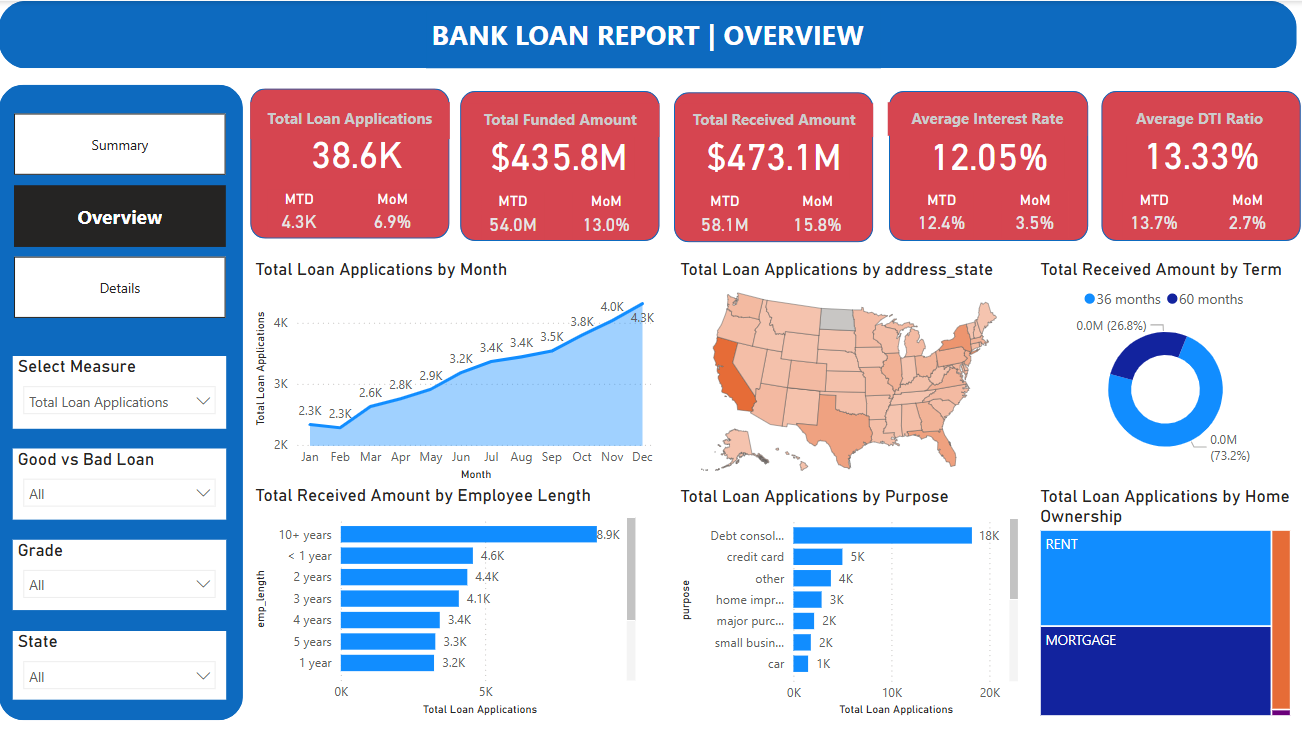 BANK LOAN REPORT | OVERVIEW
Summary
Overview
Details
Select Measure
Total Loan Applications
Good vs Bad Loan
All
Grade
All
State
All
Total Loan Applications
38.6K
MTD MoM
4.3K 6.9%
Total Funded Amount
$435.8M
MTD MoM
54.0M 13.0%
Total Received Amount
$473.1M
MTD MoM
58.1M 15.8%
Average Interest Rate
12.05%
MTD MoM
12.4% 3.5%
Average DTI Ratio
13.33%
MTD MoM
13.7% 2.7%
Total Loan Applications by Month
Total Loan Applications
4K
3K
2K
2.3K 2.3K 2.6K 2.8K 2.9K 3.2K 3.4K 3.4K 3.5K 3.8K 4.0K 4.3K
Jan Feb Mar Apr May Jun Jul Aug Sep Oct Nov Dec
Month
Total Loan Applications by address_state
Total Received Amount by Term
36 months 60 months
0.0M (26.8%)
0.0M
(73.2%)
Total Received Amount by Employee Length
emp_length
10+ years 8.9K
< 1 year 4.6K
2 years 4.4K
3 years 4.1K
4 years 3.4K
5 years 3.3K
1 year 3.2K
0K 5K
Total Loan Applications
Total Loan Applications by Purpose
purpose
Debt consol... 18K
credit card 5K
other 4K
home impr... 3K
major purc... 2K
small busin... 2K
car 1K
0K 10K 20K
Total Loan Applications
Total Loan Applications by Home
Ownership
RENT
MORTGAGE